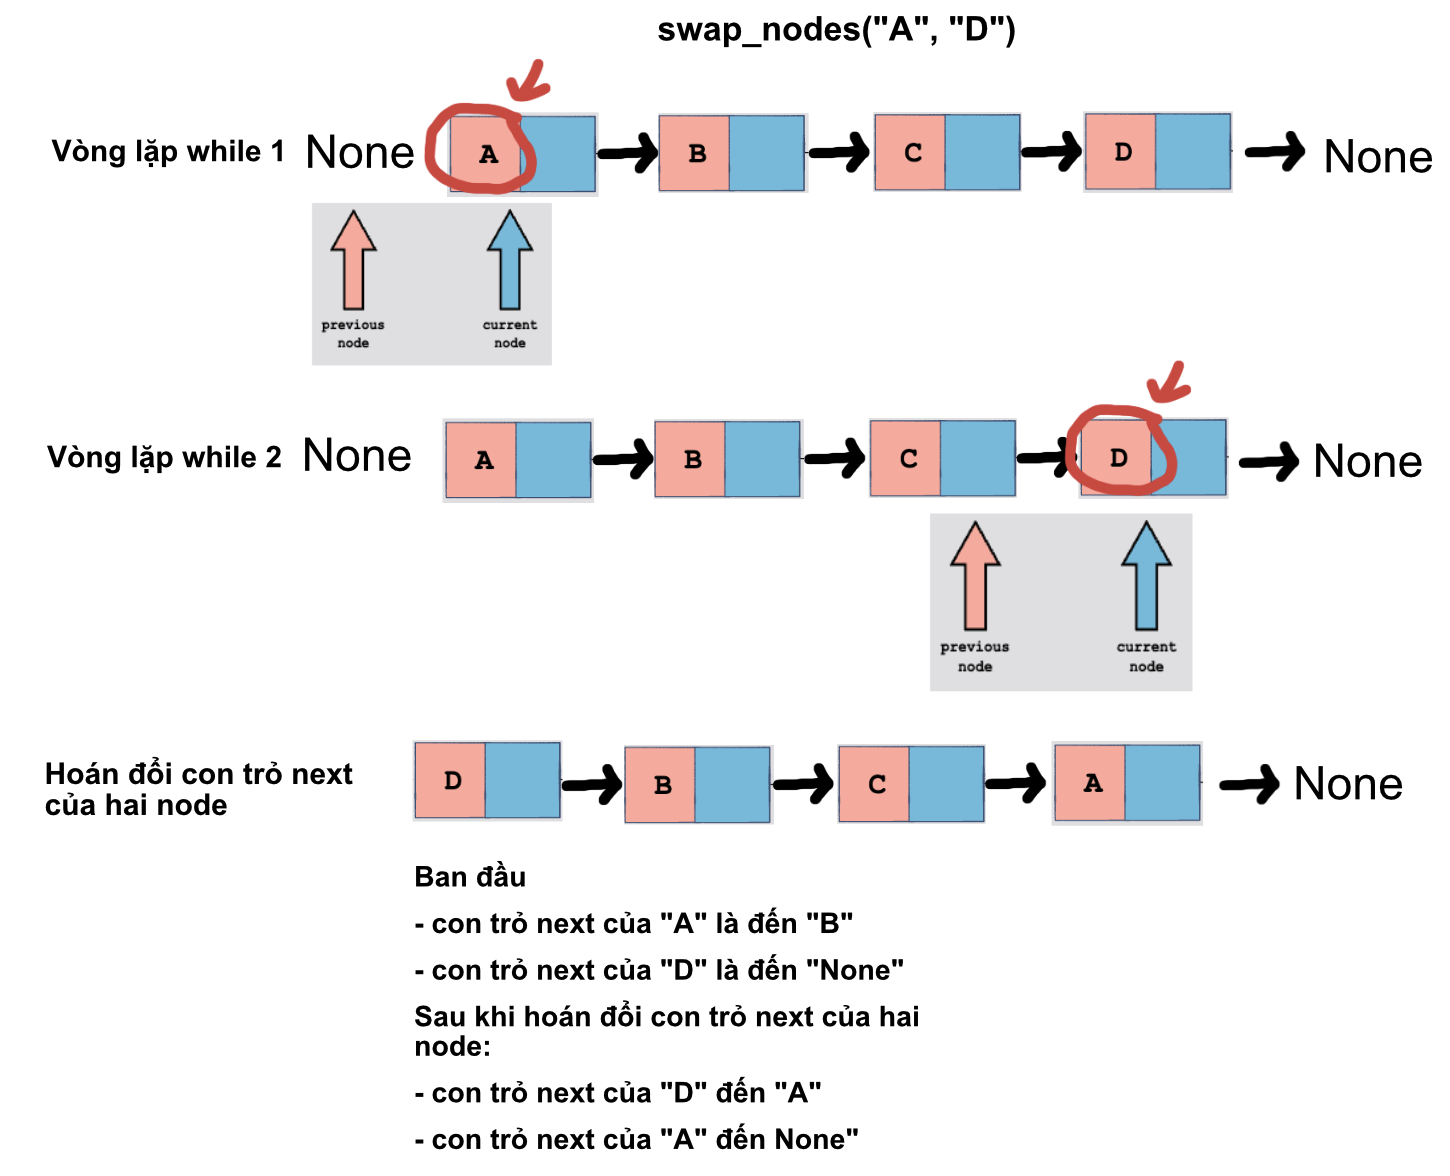 swap_nodes("A", "D")
Vòng lặp while 1 None A B C D None
previous node
current node
Vòng lặp while 2 None A B C D None
previous node
current node
Hoán đổi con trỏ next
của hai node
D B C A None
Ban đầu
- con trỏ next của "A" là đến "B"
- con trỏ next của "D" là đến "None"
Sau khi hoán đổi con trỏ next của hai
node:
- con trỏ next của "D" đến "A"
- con trỏ next của "A" đến None"